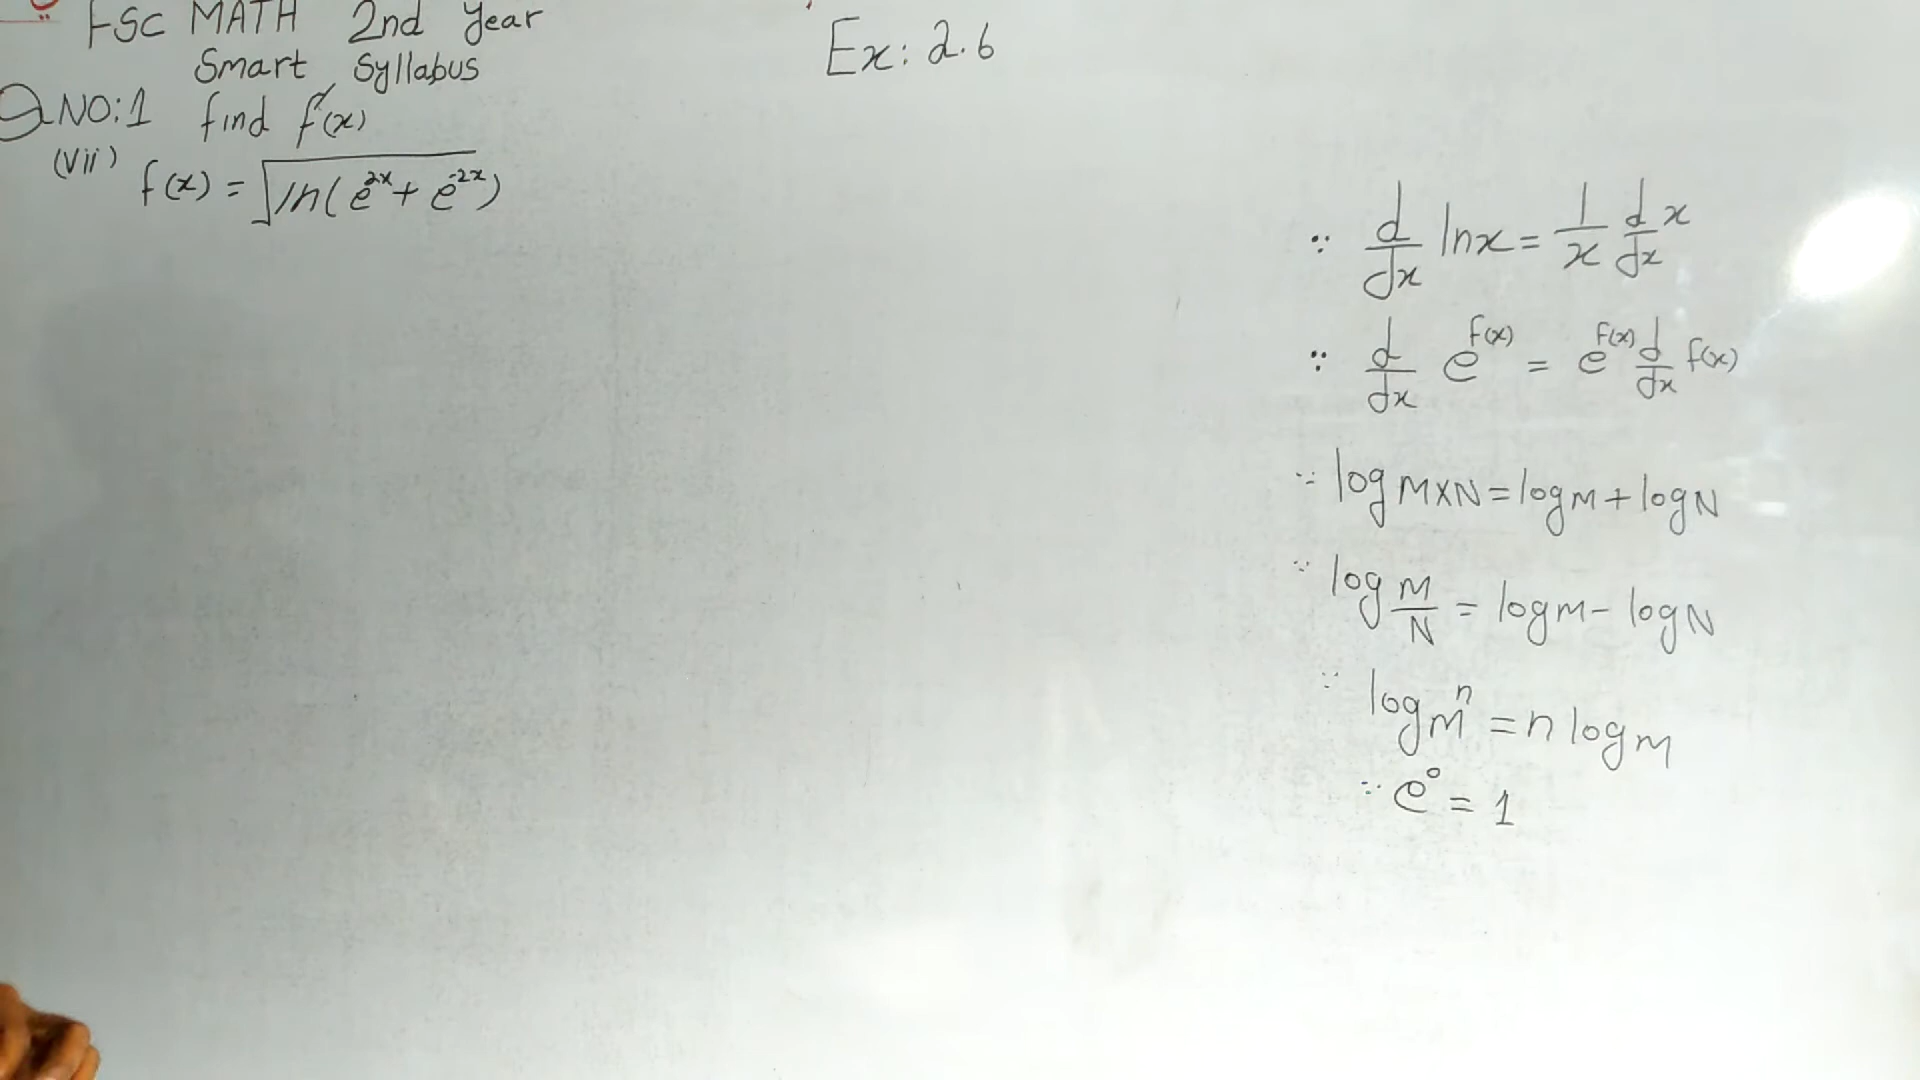 FSC MATH 2nd Year
Smart Syllabus
Ex: 2.6
Q NO:1 find f'(x)
(Vii) f(x) = √ln(e^2x + e^-2x)
∵ d/dx lnx = 1/x d/dx x
∵ d/dx e^f(x) = e^f(x) d/dx f(x)
∵ log M×N = log M + log N
∵ log M/N = log M - log N
∵ log M^n = n log M
∵ e^0 = 1